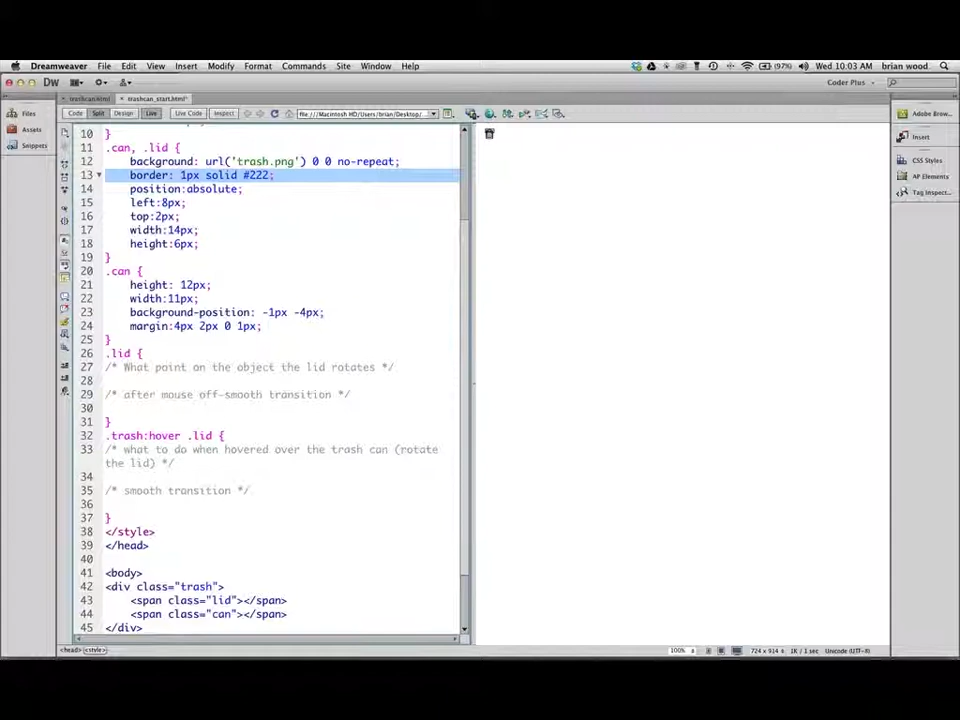 Dreamweaver File Edit View Insert Modify Format Commands Site Window Help (97%) Wed 10:03 AM brian wood
Dw Coder Plus
trashcan.html trashcan_start.html*
Code Split Design Live Live Code Inspect file:///Macintosh HD/Users/brian/Desktop/
Files
Assets
Snippets
10 }
11 .can, .lid {
12 background: url('trash.png') 0 0 no-repeat;
13 border: 1px solid #222;
14 position:absolute;
15 left:8px;
16 top:2px;
17 width:14px;
18 height:6px;
19 }
20 .can {
21 height: 12px;
22 width:11px;
23 background-position: -1px -4px;
24 margin:4px 2px 0 1px;
25 }
26 .lid {
27 /* What point on the object the lid rotates */
28
29 /* after mouse off-smooth transition */
30
31 }
32 .trash:hover .lid {
33 /* what to do when hovered over the trash can (rotate
the lid) */
34
35 /* smooth transition */
36
37 }
38 </style>
39 </head>
40
41 <body>
42 <div class="trash">
43 <span class="lid"></span>
44 <span class="can"></span>
45 </div>
<head> <style>
100% 724 x 914 1K / 1 sec Unicode (UTF-8)
Adobe Brow...
Insert
CSS Styles
AP Elements
Tag Inspect...